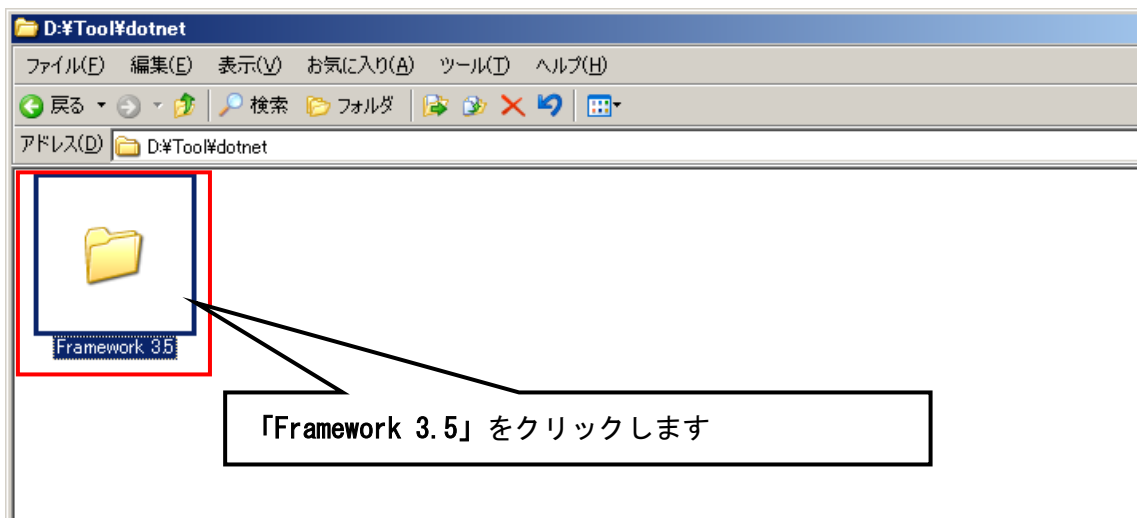 D:¥Tool¥dotnet
ファイル(F) 編集(E) 表示(V) お気に入り(A) ツール(T) ヘルプ(H)
戻る 検索 フォルダ
アドレス(D) D:¥Tool¥dotnet
Framework 3.5
「Framework 3.5」をクリックします